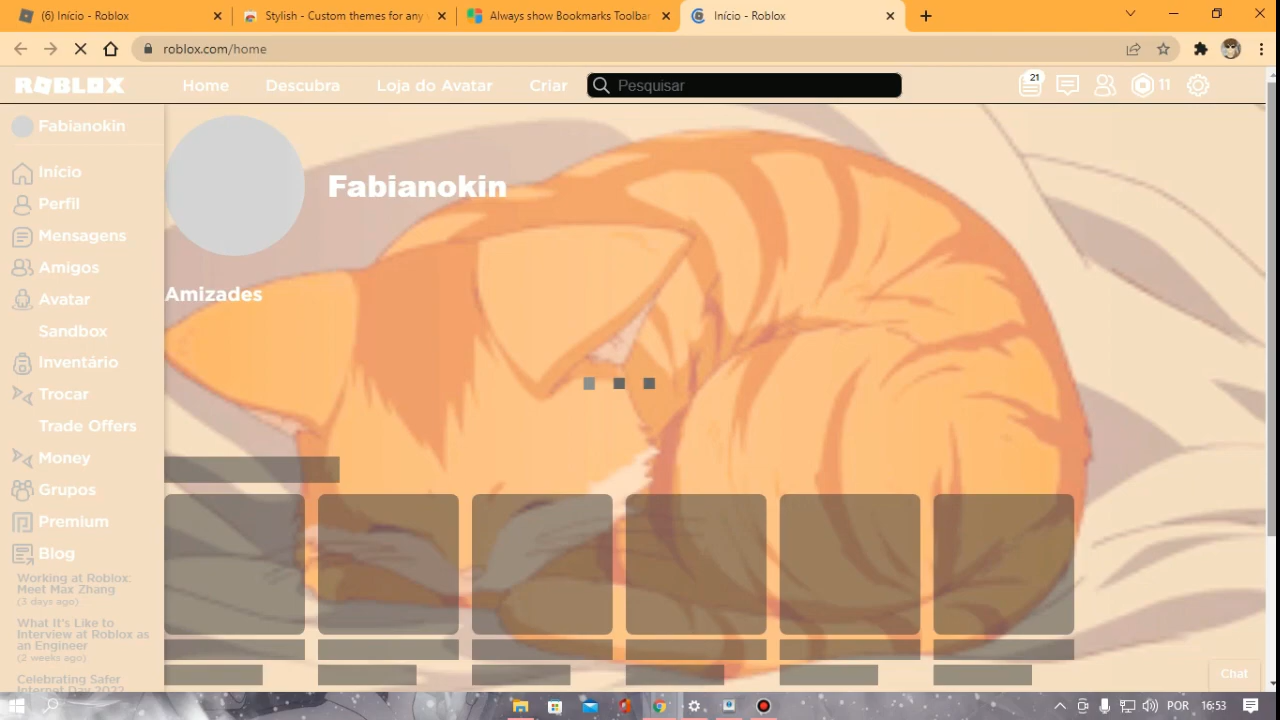 (6) Início - Roblox
Stylish - Custom themes for any
Always show Bookmarks Toolbar
Início - Roblox
roblox.com/home
ROBLOX
Home
Descubra
Loja do Avatar
Criar
Pesquisar
21
11
Fabianokin
Fabianokin
Início
Perfil
Mensagens
Amigos
Amizades
Avatar
Sandbox
Inventário
Trocar
Trade Offers
Money
Grupos
Premium
Blog
Working at Roblox:
Meet Max Zhang
(3 days ago)
What It's Like to
Interview at Roblox as
an Engineer
(2 weeks ago)
Celebrating Safer
Internet Day 2022
Chat
POR
16:53